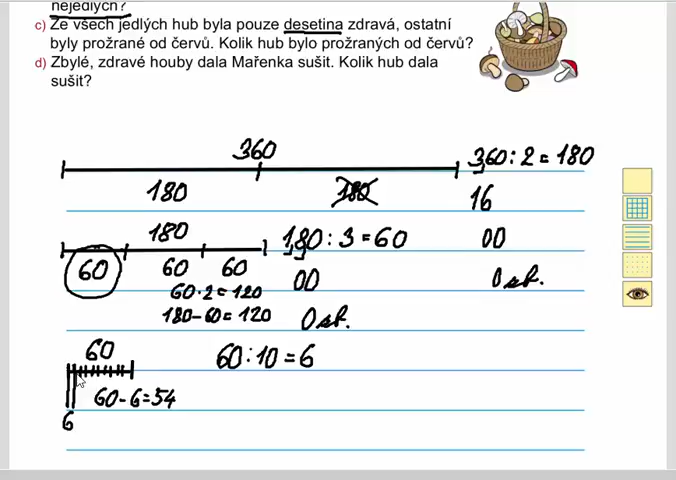 nejedlých?
c) Ze všech jedlých hub byla pouze desetina zdravá, ostatní
byly prožrané od červů. Kolik hub bylo prožraných od červů?
d) Zbylé, zdravé houby dala Mařenka sušit. Kolik hub dala
sušit?
360
360 : 2 = 180
180 180
16
180
180 : 3 = 60
00
60 60 60
00
0 zb.
60 · 2 = 120
180 - 60 = 120
0 zb.
60
60 : 10 = 6
60 - 6 = 54
6